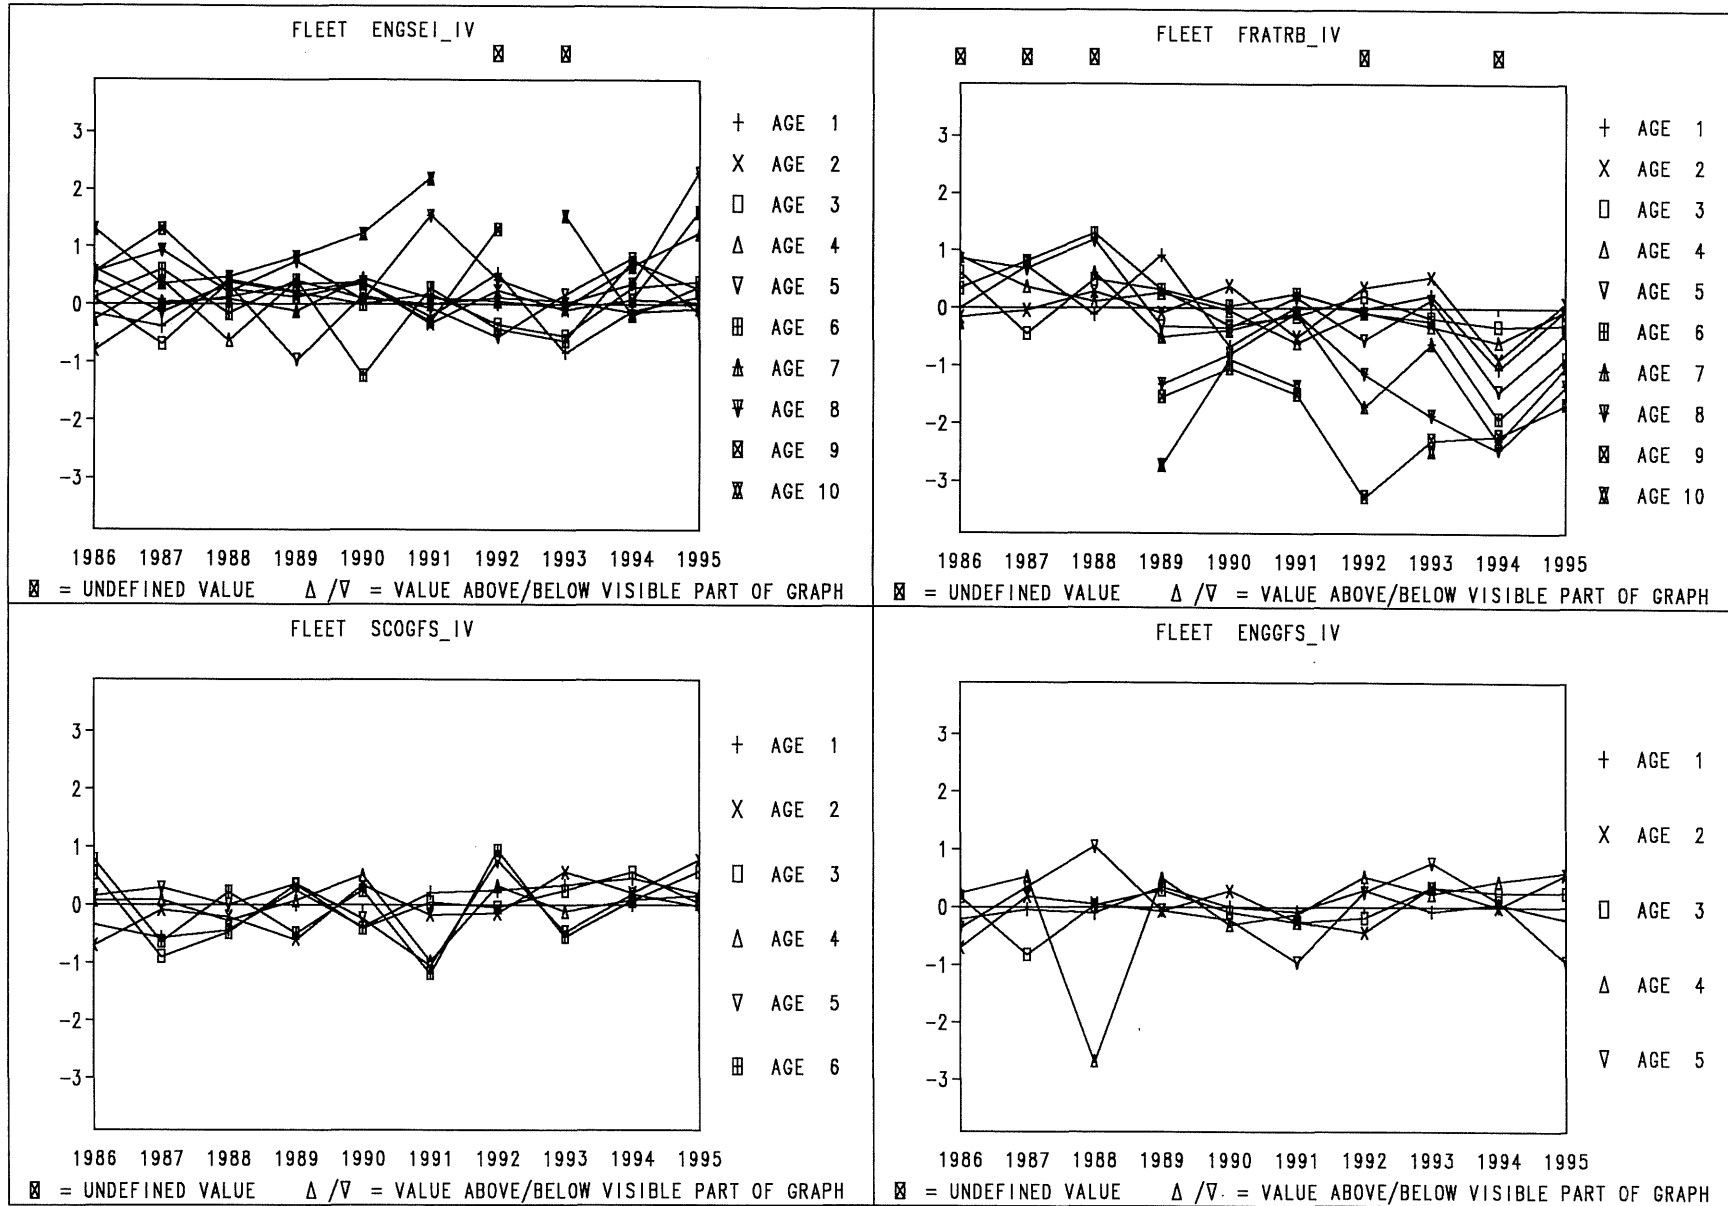 FLEET ENGSEI_IV
3
2
1
0
-1
-2
-3
AGE 1
AGE 2
AGE 3
AGE 4
AGE 5
AGE 6
AGE 7
AGE 8
AGE 9
AGE 10
1986 1987 1988 1989 1990 1991 1992 1993 1994 1995
= UNDEFINED VALUE Δ /∇ = VALUE ABOVE/BELOW VISIBLE PART OF GRAPH
FLEET FRATRB_IV
3
2
1
0
-1
-2
-3
AGE 1
AGE 2
AGE 3
AGE 4
AGE 5
AGE 6
AGE 7
AGE 8
AGE 9
AGE 10
1986 1987 1988 1989 1990 1991 1992 1993 1994 1995
= UNDEFINED VALUE Δ /∇ = VALUE ABOVE/BELOW VISIBLE PART OF GRAPH
FLEET SCOGFS_IV
3
2
1
0
-1
-2
-3
AGE 1
AGE 2
AGE 3
AGE 4
AGE 5
AGE 6
1986 1987 1988 1989 1990 1991 1992 1993 1994 1995
= UNDEFINED VALUE Δ /∇ = VALUE ABOVE/BELOW VISIBLE PART OF GRAPH
FLEET ENGGFS_IV
3
2
1
0
-1
-2
-3
AGE 1
AGE 2
AGE 3
AGE 4
AGE 5
1986 1987 1988 1989 1990 1991 1992 1993 1994 1995
= UNDEFINED VALUE Δ /∇ = VALUE ABOVE/BELOW VISIBLE PART OF GRAPH